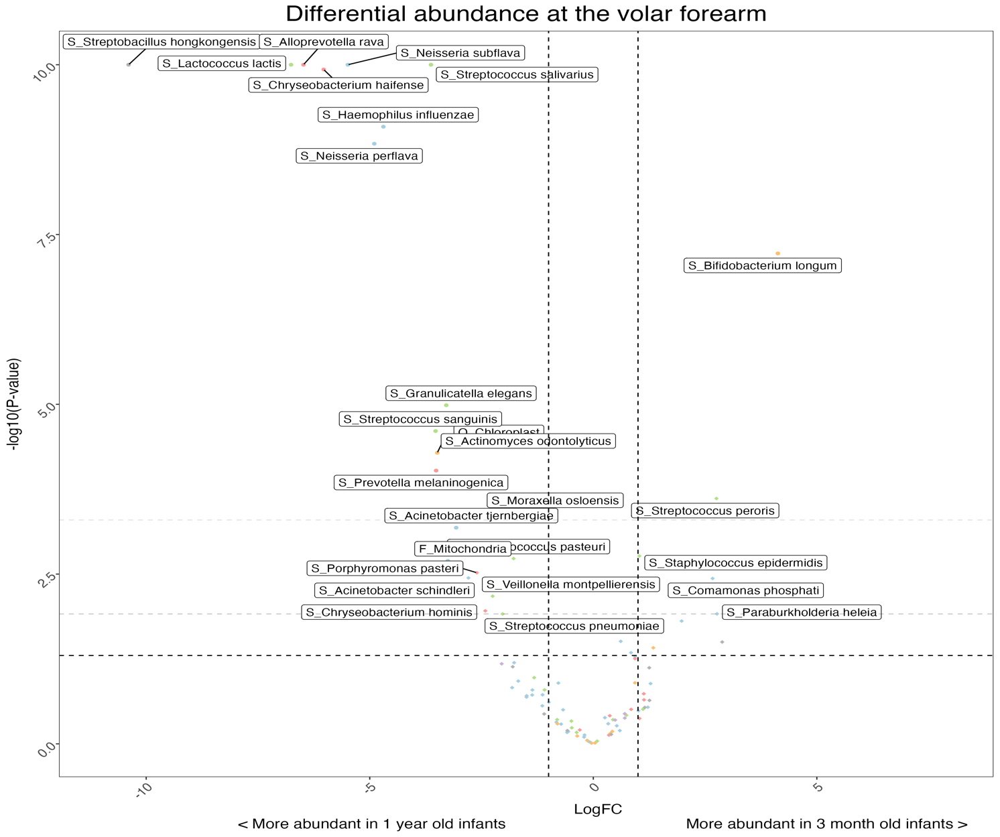 Differential abundance at the volar forearm
S_Streptobacillus hongkongensis
S_Alloprevotella rava
S_Neisseria subflava
S_Lactococcus lactis
S_Streptococcus salivarius
S_Chryseobacterium haifense
S_Haemophilus influenzae
S_Neisseria perflava
S_Bifidobacterium longum
S_Granulicatella elegans
S_Streptococcus sanguinis
O_Chloroplast
S_Actinomyces odontolyticus
S_Prevotella melaninogenica
S_Moraxella osloensis
S_Streptococcus peroris
S_Acinetobacter tjernbergiae
ococcus pasteuri
F_Mitochondria
S_Staphylococcus epidermidis
S_Porphyromonas pasteri
S_Veillonella montpellierensis
S_Acinetobacter schindleri
S_Comamonas phosphati
S_Chryseobacterium hominis
S_Paraburkholderia heleia
S_Streptococcus pneumoniae
10.0
7.5
5.0
2.5
0.0
-log10(P-value)
-10
-5
0
5
LogFC
< More abundant in 1 year old infants
More abundant in 3 month old infants >